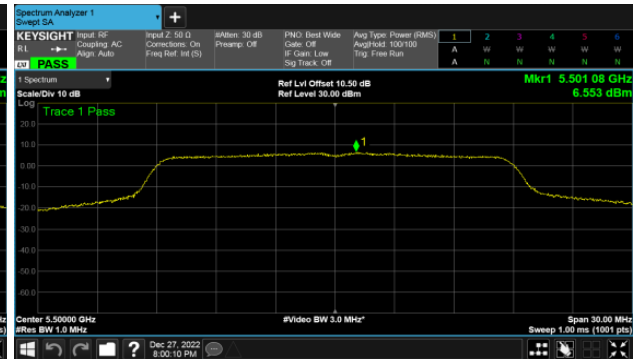 Spectrum Analyzer 1
Swept SA
+
KEYSIGHT Input: RF Input Z: 50 Ω #Atten: 30 dB PNO: Best Wide Avg Type: Power (RMS) 1 2 3 4 5 6
RL Coupling: AC Corrections: On Preamp: Off Gate: Off Avg|Hold: 100/100 A W W W W W
Align: Auto Freq Ref: Int (S) IF Gain: Low Trig: Free Run
LXI PASS Sig Track: Off A N N N N N
1 Spectrum Ref Lvl Offset 10.50 dB Mkr1 5.501 08 GHz
Scale/Div 10 dB Ref Level 30.00 dBm 6.553 dBm
Log
Trace 1 Pass
20.0
10.0
1
0.00
-10.0
-20.0
-30.0
-40.0
-50.0
-60.0
Center 5.50000 GHz #Video BW 3.0 MHz* Span 30.00 MHz
#Res BW 1.0 MHz Sweep 1.00 ms (1001 pts)
? Dec 27, 2022
8:00:10 PM